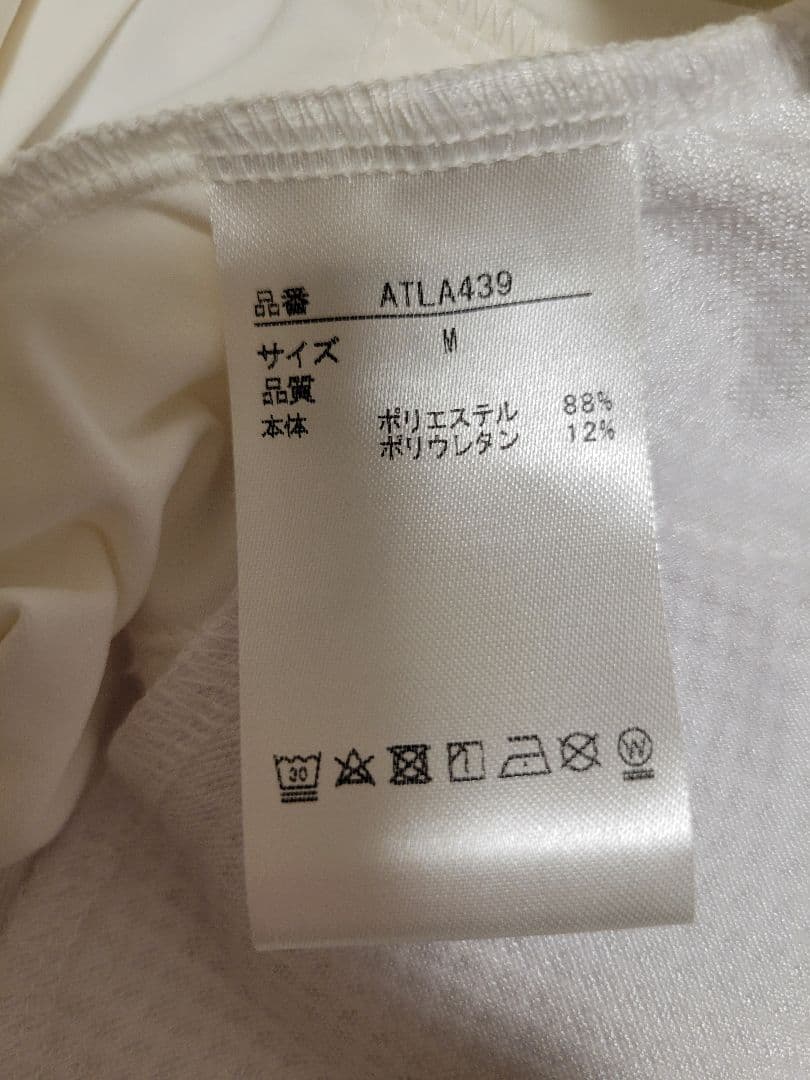 品番 ATLA439
サイズ M
品質
本体 ポリエステル 88%
ポリウレタン 12%
30 W